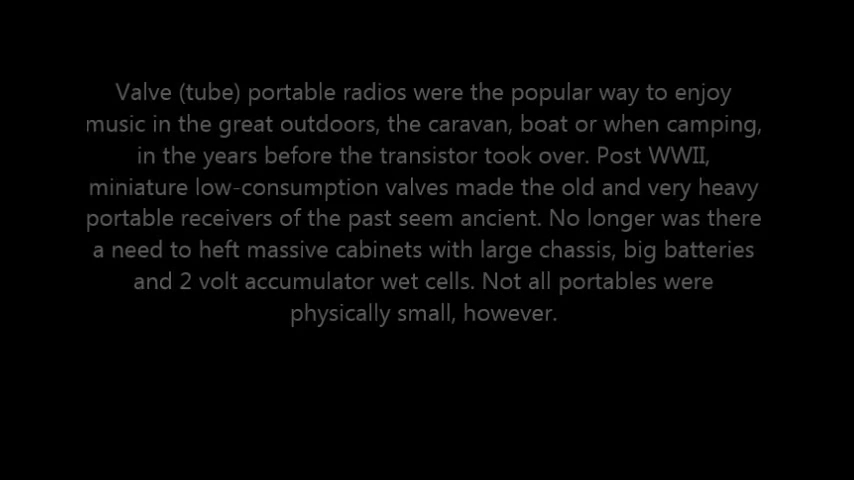 Valve (tube) portable radios were the popular way to enjoy
music in the great outdoors, the caravan, boat or when camping,
in the years before the transistor took over. Post WWII,
miniature low-consumption valves made the old and very heavy
portable receivers of the past seem ancient. No longer was there
a need to heft massive cabinets with large chassis, big batteries
and 2 volt accumulator wet cells. Not all portables were
physically small, however.